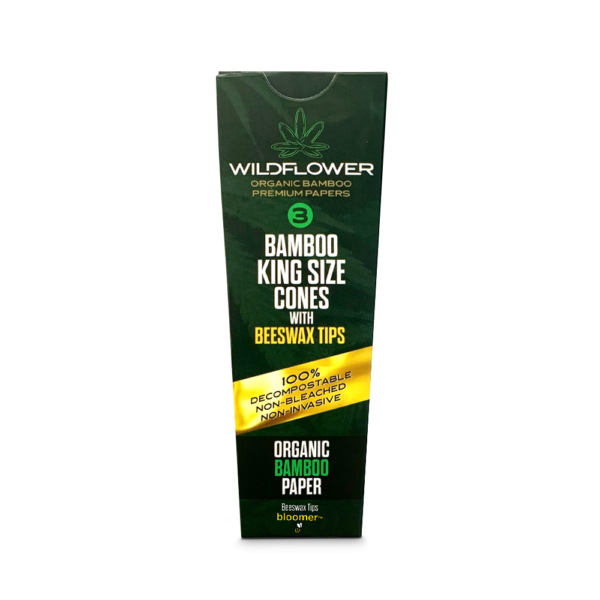 WILDFLOWER
ORGANIC BAMBOO
PREMIUM PAPERS
3
BAMBOO
KING SIZE
CONES
WITH
BEESWAX TIPS
100%
DECOMPOSTABLE
NON-BLEACHED
NON-INVASIVE
ORGANIC
BAMBOO
PAPER
Beeswax Tips
bloomer™